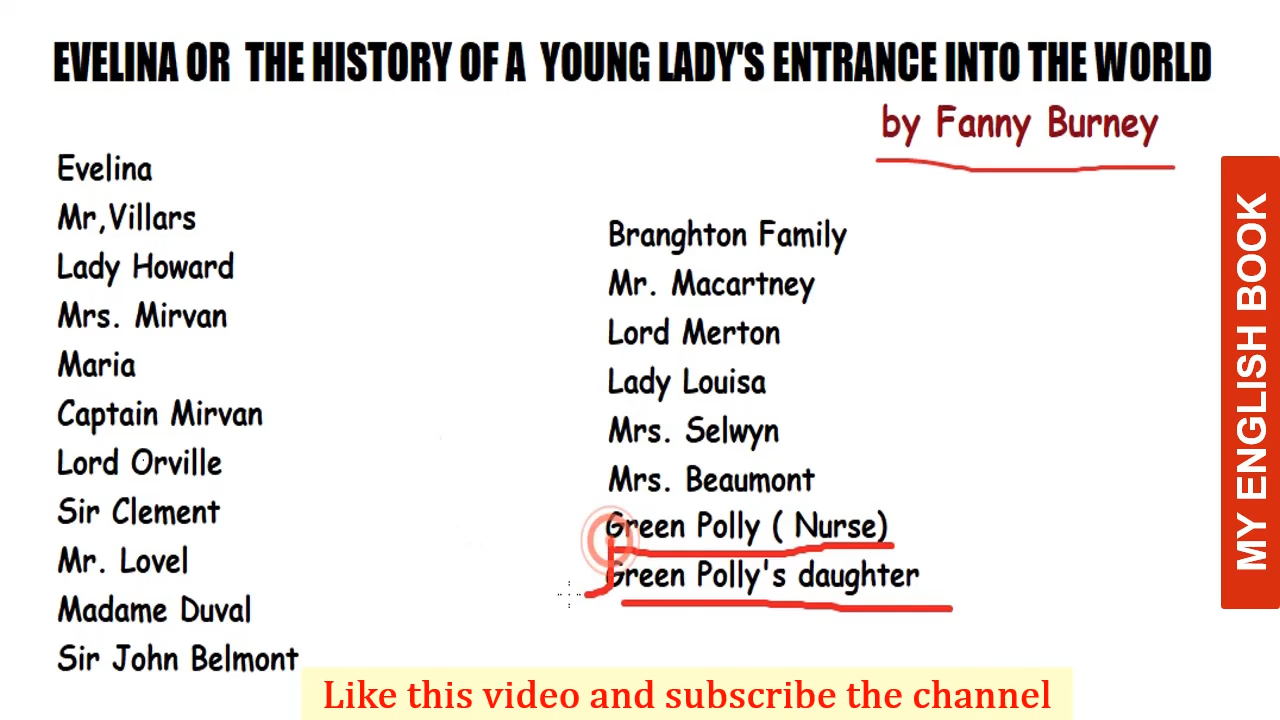 EVELINA OR THE HISTORY OF A YOUNG LADY'S ENTRANCE INTO THE WORLD
by Fanny Burney
Evelina
Mr,Villars
Lady Howard
Mrs. Mirvan
Maria
Captain Mirvan
Lord Orville
Sir Clement
Mr. Lovel
Madame Duval
Sir John Belmont
Branghton Family
Mr. Macartney
Lord Merton
Lady Louisa
Mrs. Selwyn
Mrs. Beaumont
Green Polly ( Nurse)
Green Polly's daughter
MY ENGLISH BOOK
Like this video and subscribe the channel